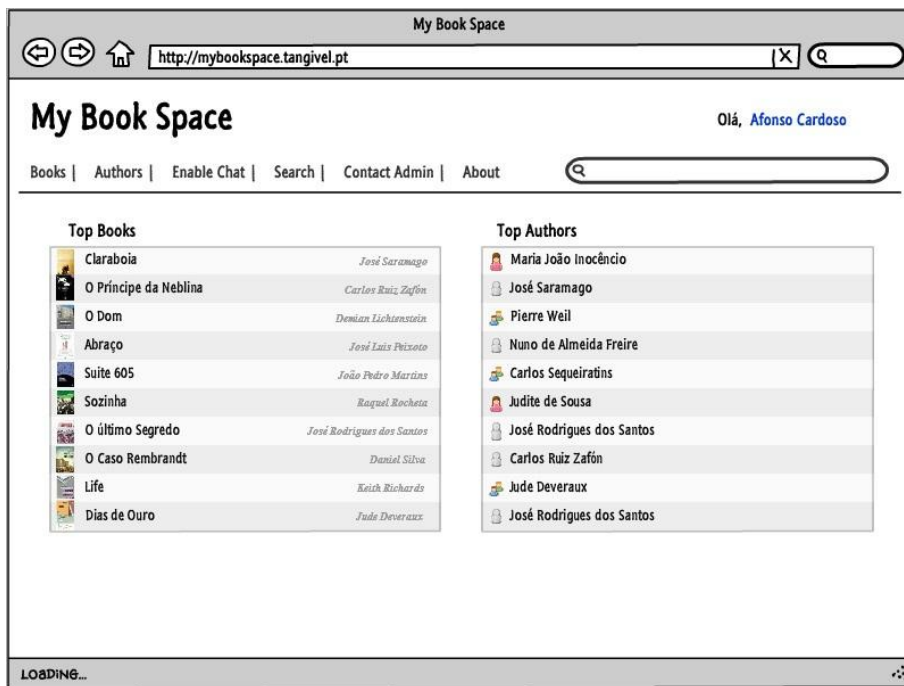 My Book Space
http://mybookspace.tangivel.pt X
My Book Space
Olá, Afonso Cardoso
Books | Authors | Enable Chat | Search | Contact Admin | About
Top Books
Claraboia José Saramago
O Príncipe da Neblina Carlos Ruiz Zafón
O Dom Demian Lichtenstein
Abraço José Luis Peixoto
Suite 605 João Pedro Martins
Sozinha Raquel Rocheta
O último Segredo José Rodrigues dos Santos
O Caso Rembrandt Daniel Silva
Life Keith Richards
Dias de Ouro Jude Deveraux
Top Authors
Maria João Inocêncio
José Saramago
Pierre Weil
Nuno de Almeida Freire
Carlos Sequeiratins
Judite de Sousa
José Rodrigues dos Santos
Carlos Ruiz Zafón
Jude Deveraux
José Rodrigues dos Santos
LOADING...